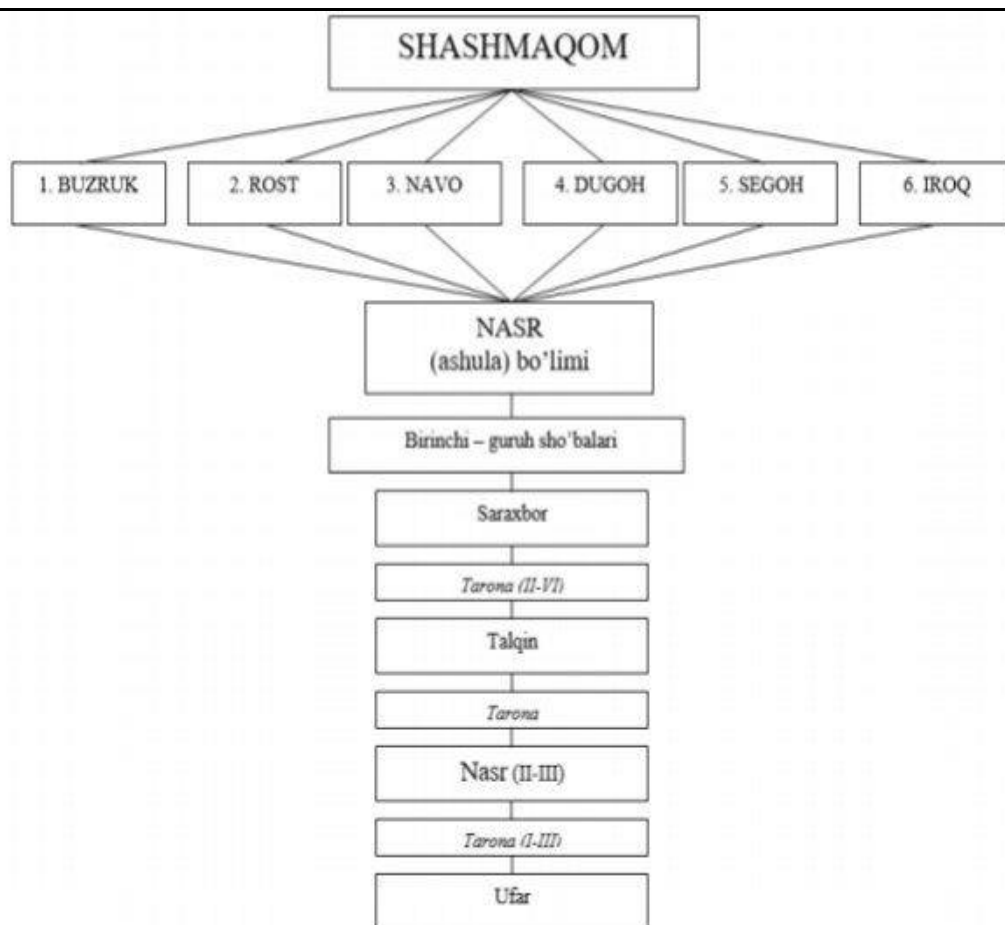 SHASHMAQOM
1. BUZRUK
2. ROST
3. NAVO
4. DUGOH
5. SEGOH
6. IROQ
NASR
(ashula) bo’limi
Birinchi – guruh sho’balari
Saraxbor
Tarona (II-VI)
Talqin
Tarona
Nasr (II-III)
Tarona (I-III)
Ufar